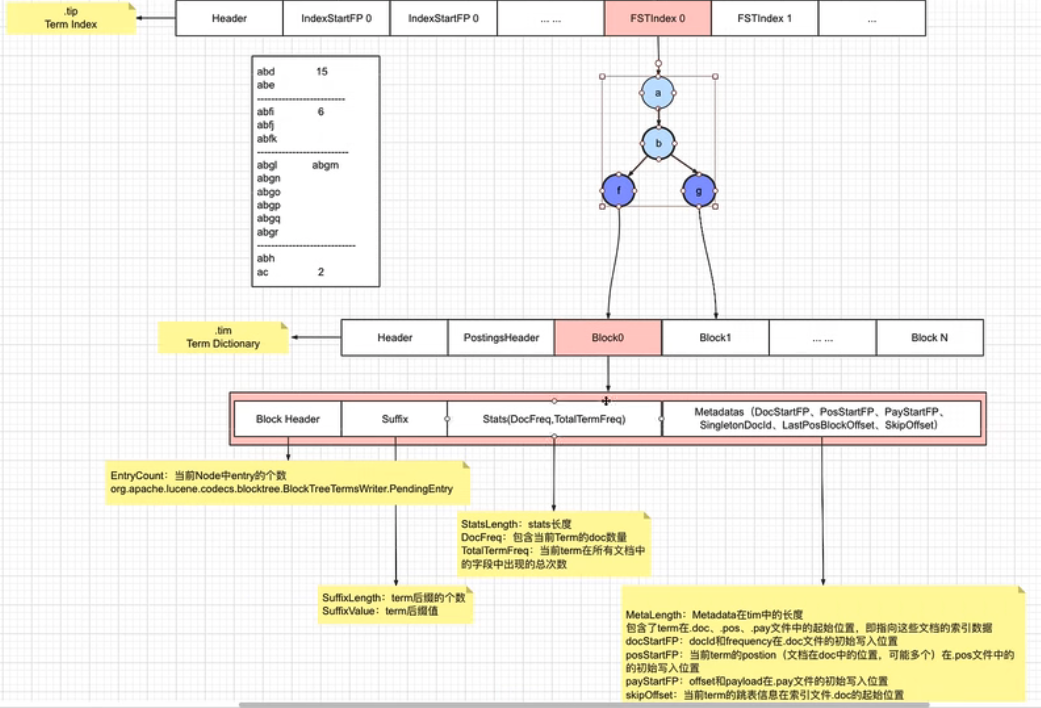 .tip
Term Index
Header
IndexStartFP 0
IndexStartFP 0
... ...
FSTIndex 0
FSTIndex 1
...
abd 15
abe
--------------------------
abfi 6
abfj
abfk
---------------------------
abgl abgm
abgn
abgo
abgp
abgq
abgr
-----------------------------
abh
ac 2
a
b
f
g
.tim
Term Dictionary
Header
PostingsHeader
Block0
Block1
... ...
Block N
Block Header
Suffix
Stats(DocFreq,TotalTermFreq)
Metadatas（DocStartFP、PosStartFP、PayStartFP、
SingletonDocId、LastPosBlockOffset、SkipOffset）
EntryCount：当前Node中entry的个数
org.apache.lucene.codecs.blocktree.BlockTreeTermsWriter.PendingEntry
StatsLength：stats长度
DocFreq：包含当前Term的doc数量
TotalTermFreq：当前term在所有文档中
的字段中出现的总次数
SuffixLength：term后缀的个数
SuffixValue：term后缀值
MetaLength：Metadata在tim中的长度
包含了term在.doc、.pos、.pay文件中的起始位置，即指向这些文档的索引数据
docStartFP：docId和frequency在.doc文件的初始写入位置
posStartFP：当前term的postion（文档在doc中的位置，可能多个）在.pos文件中的
的初始写入位置
payStartFP：offset和payload在.pay文件的初始写入位置
skipOffset：当前term的跳表信息在索引文件.doc的起始位置